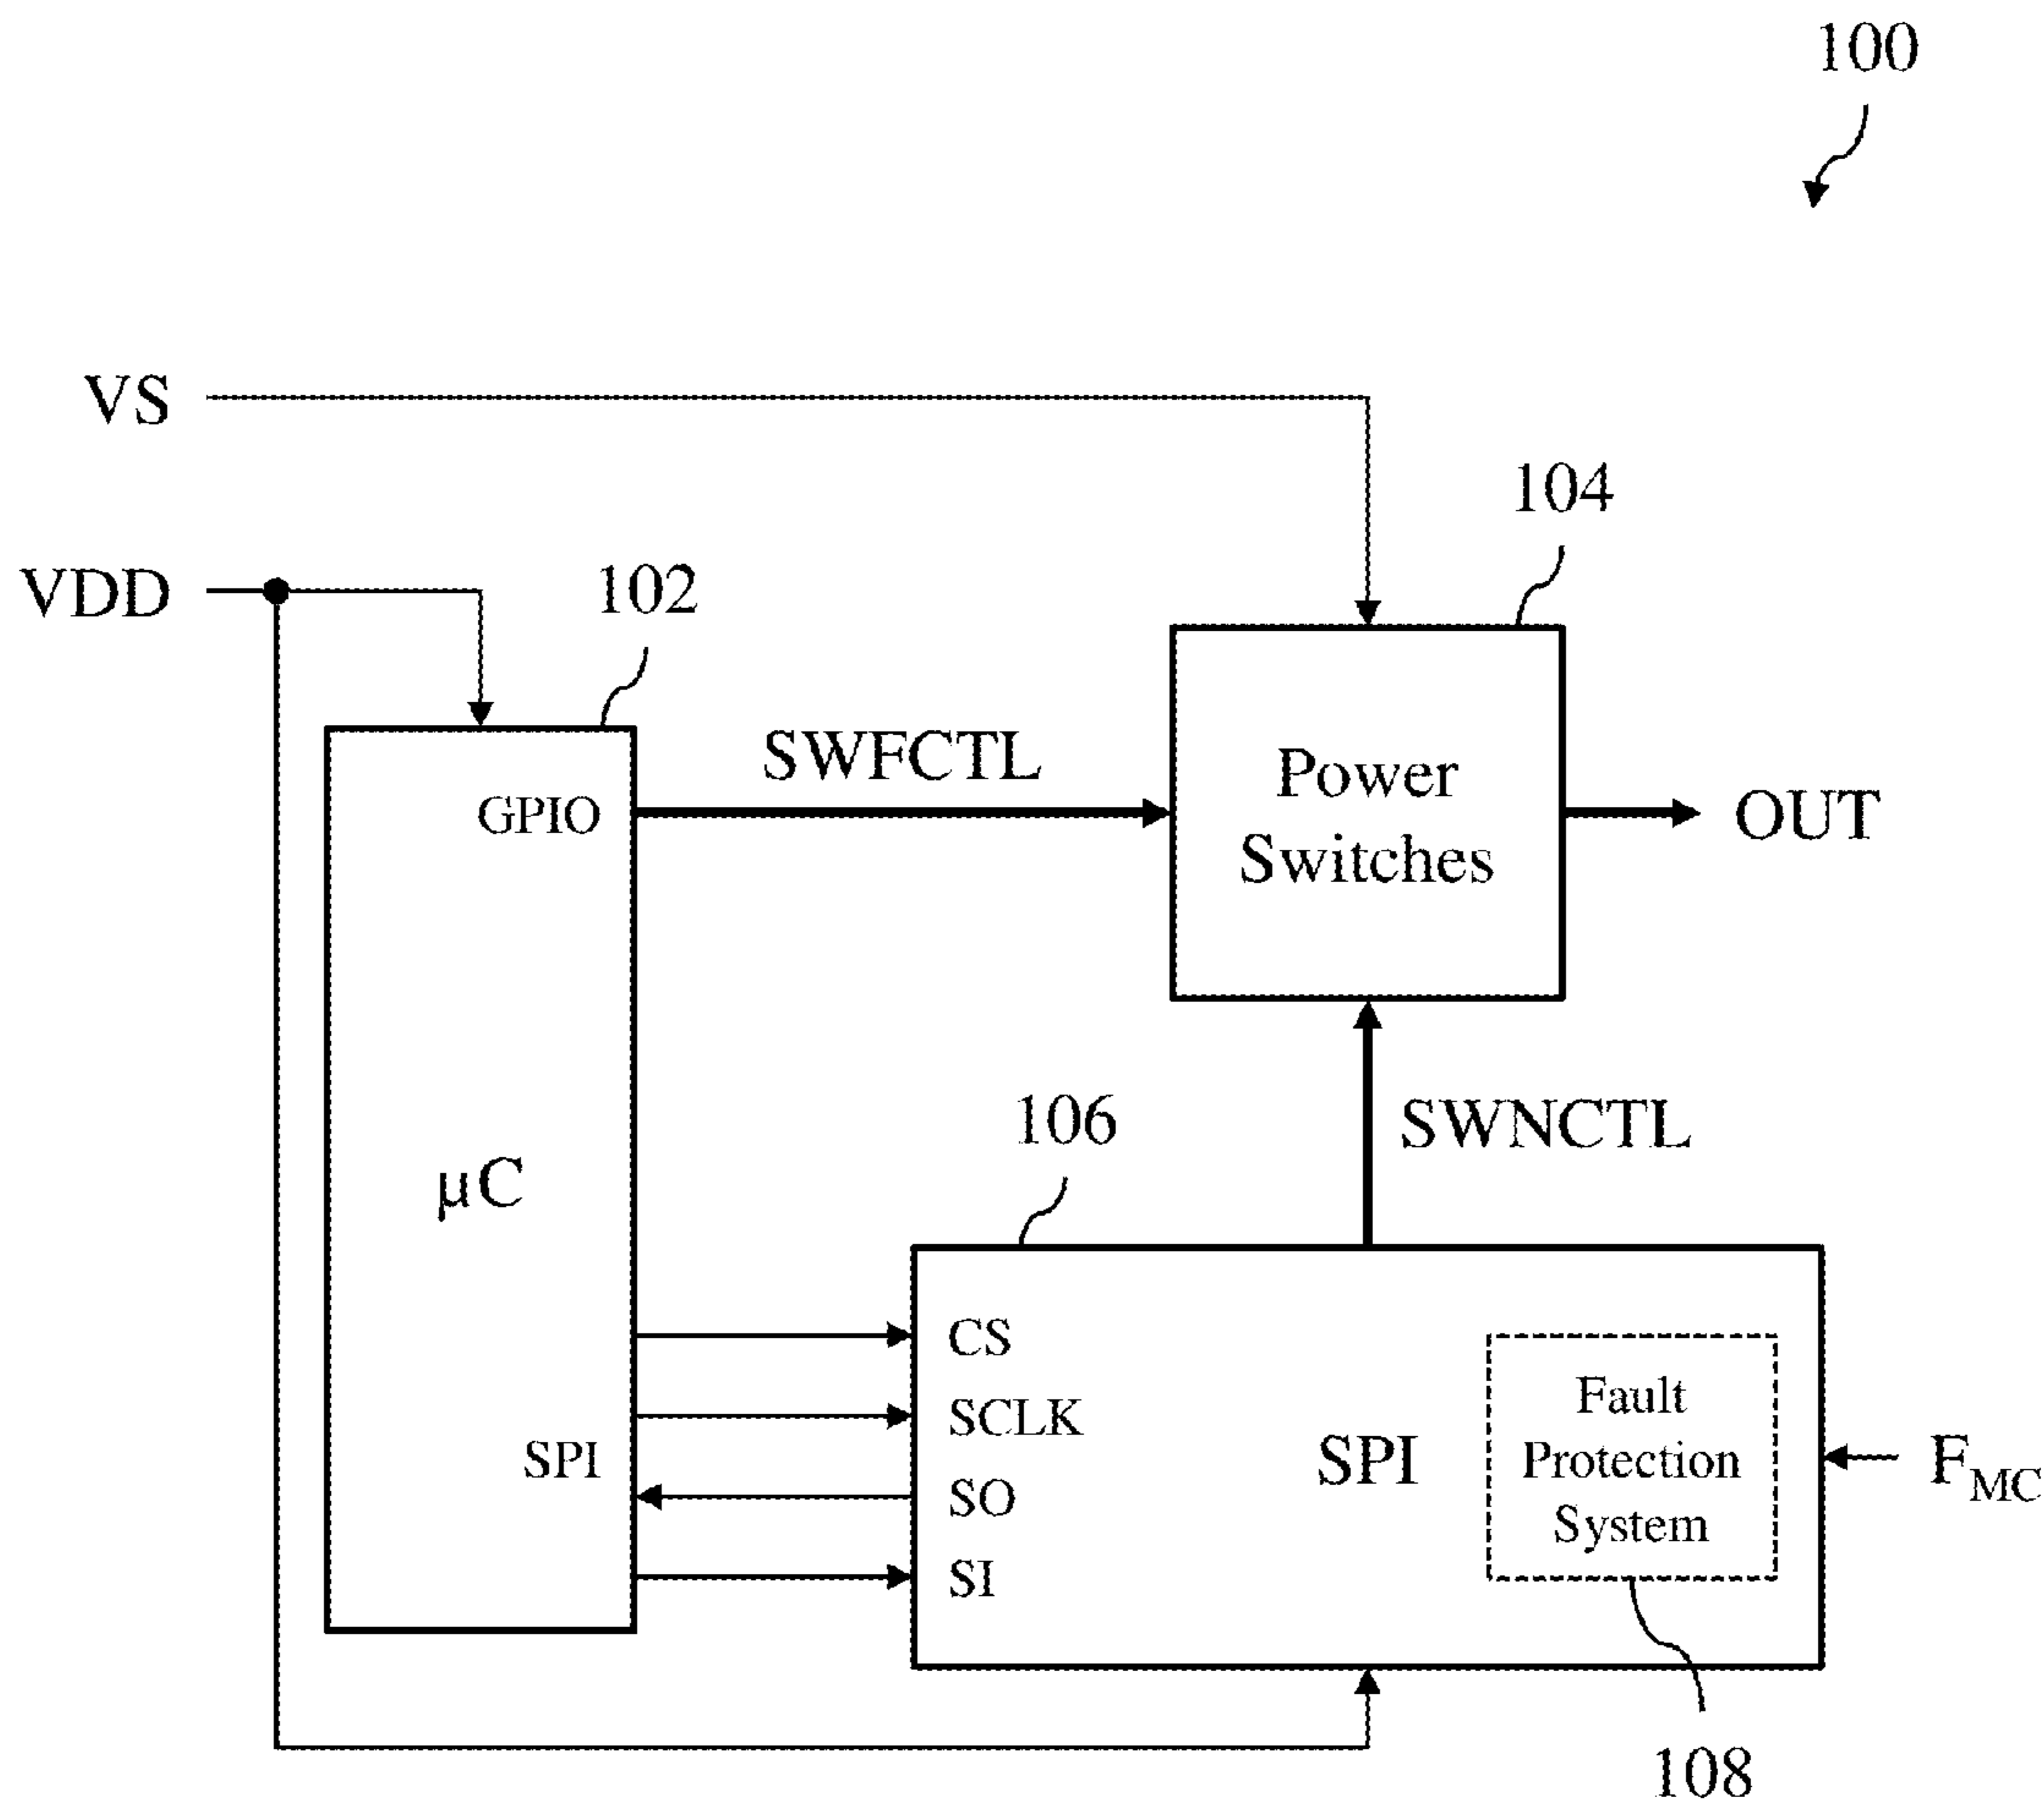 100
VS
104
VDD
102
SWFCTL
GPIO
Power
Switches
OUT
106
SWNCTL
µC
CS
SCLK
SPI
SO
SI
SPI
Fault
Protection
System
F_MC
108